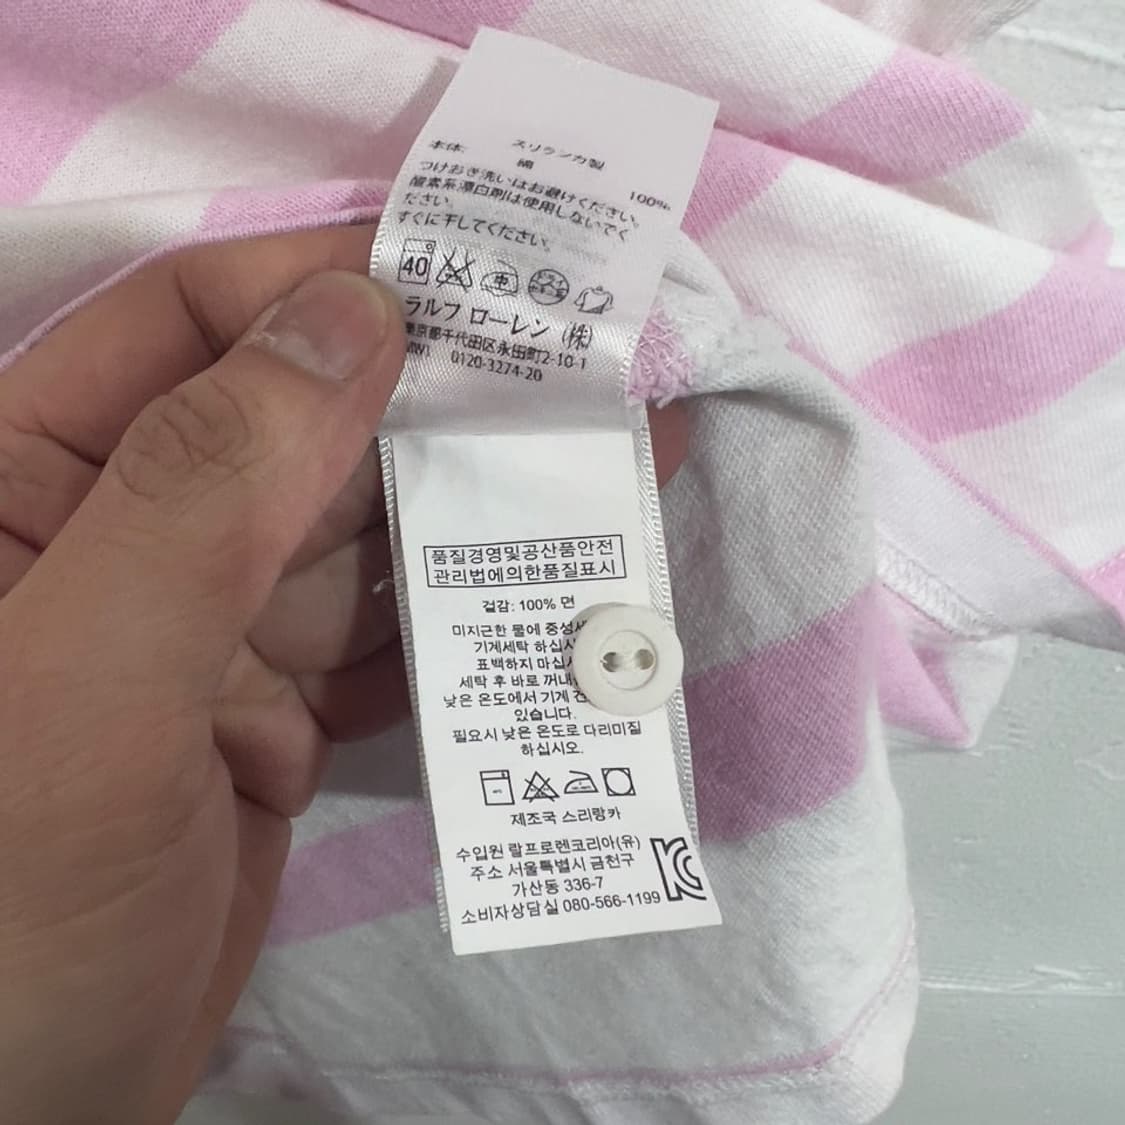 スリランカ製
本体: 綿 100%
つけおき洗いはお避けください。
酸素系漂白剤は使用しないでく
ださい。
すぐに干してください。
40 中
ラルフ ローレン (株)
東京都千代田区永田町2-10-1
0120-3274-20
품질경영및공산품안전
관리법에의한품질표시
겉감: 100% 면
미지근한 물에 중성세
기계세탁 하십시
표백하지 마십시
세탁 후 바로 꺼내
낮은 온도에서 기계 건
있습니다.
필요시 낮은 온도로 다리미질
하십시오.
제조국 스리랑카
수입원 랄프로렌코리아(유)
주소 서울특별시 금천구
가산동 336-7
소비자상담실 080-566-1199